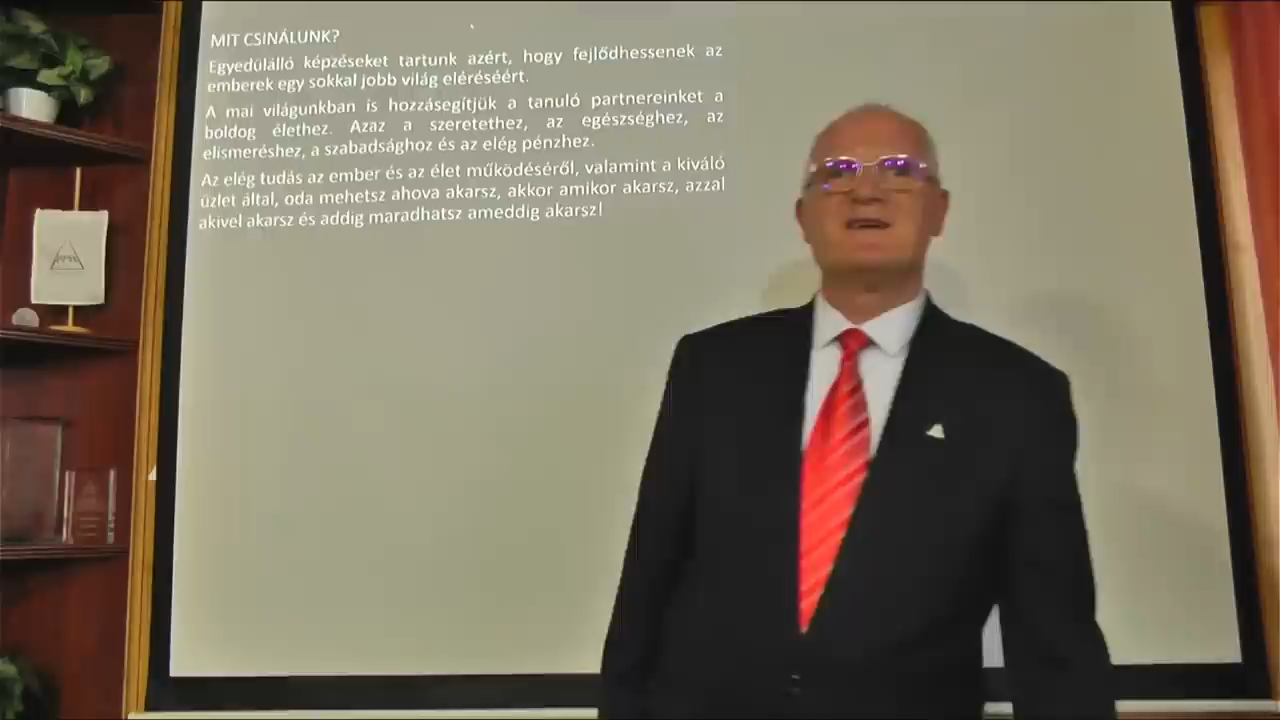 MIT CSINÁLUNK?
Egyedülálló képzéseket tartunk azért, hogy fejlődhessenek az
emberek egy sokkal jobb világ eléréséért.
A mai világunkban is hozzásegítjük a tanuló partnereinket a
boldog élethez. Azaz a szeretethez, az egészséghez, az
elismeréshez, a szabadsághoz és az elég pénzhez.
Az elég tudás az ember és az élet működéséről, valamint a kiváló
üzlet által, oda mehetsz ahova akarsz, akkor amikor akarsz, azzal
akivel akarsz és addig maradhatsz ameddig akarsz!